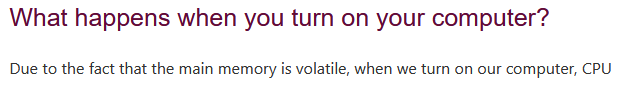 What happens when you turn on your computer?
Due to the fact that the main memory is volatile, when we turn on our computer, CPU